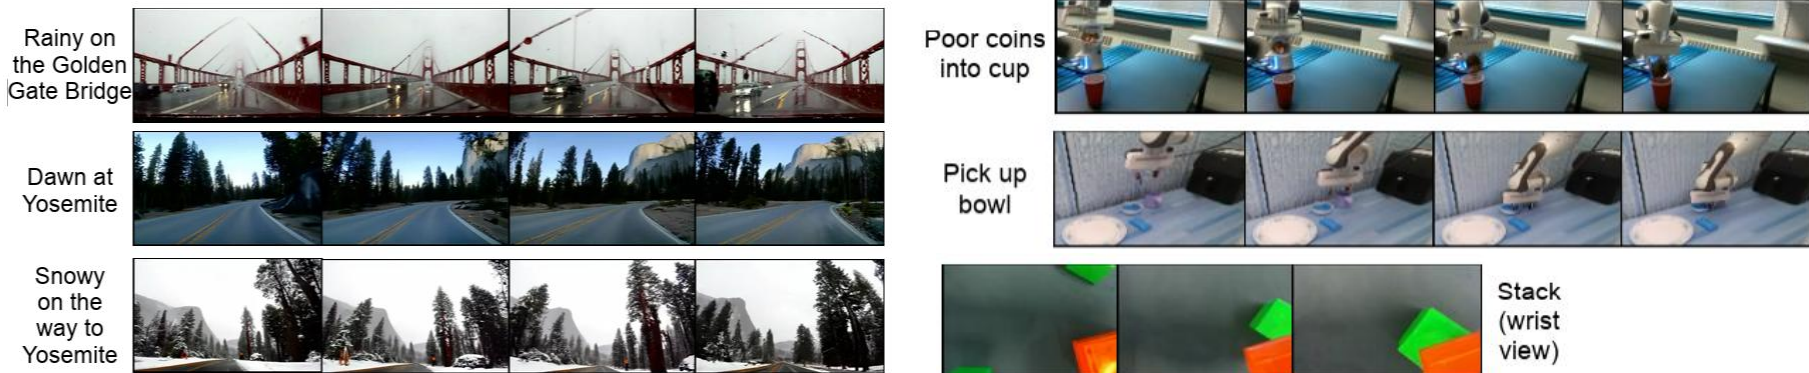 Rainy on
the Golden
Gate Bridge
Dawn at
Yosemite
Snowy
on the
way to
Yosemite
Poor coins
into cup
Pick up
bowl
Stack
(wrist
view)